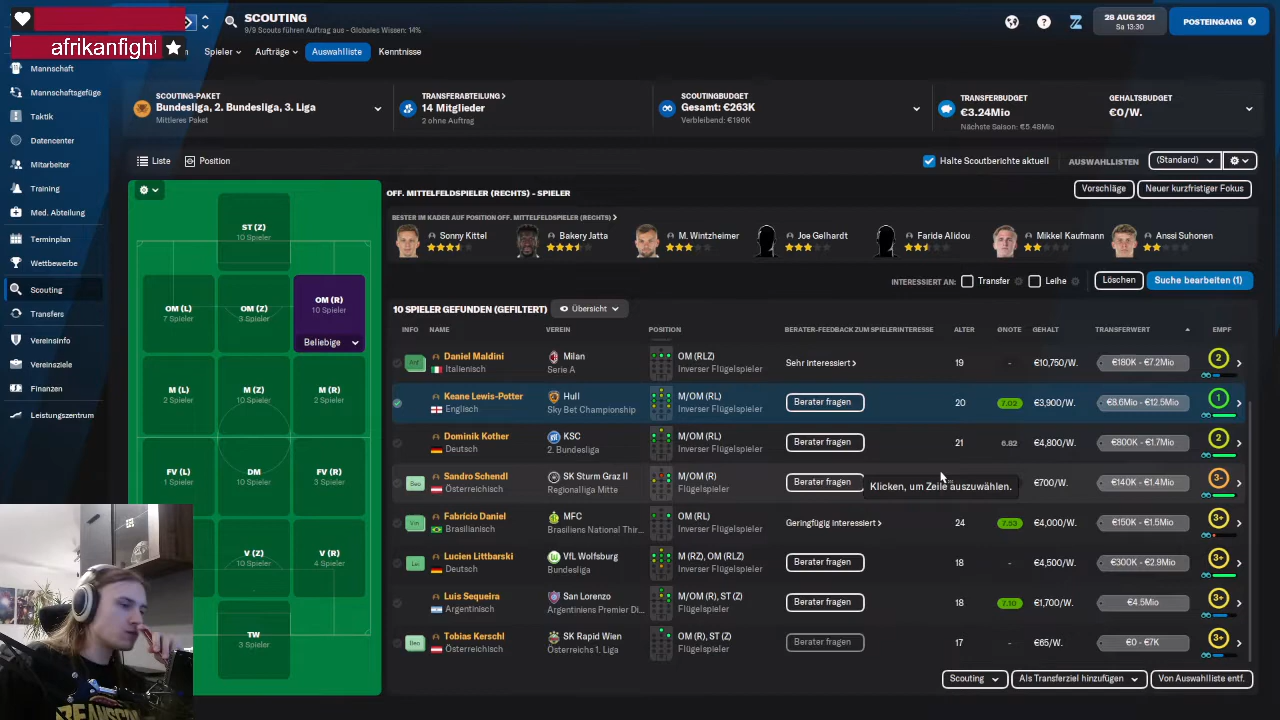 SCOUTING
9/9 Scouts führen Auftrag aus - Globales Wissen: 14%
28 AUG 2021
Sa 13:30
POSTEINGANG
afrikanfight
Spieler
Aufträge
Auswahlliste
Kenntnisse
Mannschaft
Mannschaftsgefüge
Taktik
Datencenter
Mitarbeiter
Training
Med. Abteilung
Terminplan
Wettbewerbe
Scouting
Transfers
Vereinsinfo
Vereinsziele
Finanzen
Leistungszentrum
SCOUTING-PAKET
Bundesliga, 2. Bundesliga, 3. Liga
Mittleres Paket
TRANSFERABTEILUNG
14 Mitglieder
2 ohne Auftrag
SCOUTINGBUDGET
Gesamt: €263K
Verbleibend: €196K
TRANSFERBUDGET
€3.24Mio
Nächste Saison: €5.48Mio
GEHALTSBUDGET
€0/W.
Liste
Position
Halte Scoutberichte aktuell
AUSWAHLLISTEN
(Standard)
ST (Z)
10 Spieler
OM (L)
7 Spieler
OM (Z)
3 Spieler
OM (R)
10 Spieler
Beliebige
M (L)
2 Spieler
M (Z)
10 Spieler
M (R)
2 Spieler
FV (L)
1 Spieler
DM
10 Spieler
FV (R)
3 Spieler
V (Z)
10 Spieler
V (R)
4 Spieler
TW
3 Spieler
OFF. MITTELFELDSPIELER (RECHTS) - SPIELER
Vorschläge
Neuer kurzfristiger Fokus
BESTER IM KADER AUF POSITION OFF. MITTELFELDSPIELER (RECHTS)
Sonny Kittel
Bakery Jatta
M. Wintzheimer
Joe Gelhardt
Faride Alidou
Mikkel Kaufmann
Anssi Suhonen
INTERESSIERT AN:
Transfer
Leihe
Löschen
Suche bearbeiten (1)
10 SPIELER GEFUNDEN (GEFILTERT)
Übersicht
INFO NAME VEREIN POSITION BERATER-FEEDBACK ZUM SPIELERINTERESSE ALTER ØNOTE GEHALT TRANSFERWERT EMPF
Daniel Maldini Milan OM (RLZ) Sehr Interessiert 19 - €10,750/W. €180K - €7.2Mio 2
Italienisch Serie A Inverser Flügelspieler
Keane Lewis-Potter Hull M/OM (RL) Berater fragen 20 7.02 €3,900/W. €8.6Mio - €12.5Mio 1
Englisch Sky Bet Championship Inverser Flügelspieler
Dominik Kother KSC M/OM (RL) Berater fragen 21 6.82 €4,800/W. €800K - €1.7Mio 2
Deutsch 2. Bundesliga Inverser Flügelspieler
Sandro Schendl SK Sturm Graz II M/OM (R) Berater fragen €700/W. €140K - €1.4Mio 3-
Österreichisch Regionalliga Mitte Flügelspieler
Klicken, um Zeile auszuwählen.
Fabrício Daniel MFC OM (RL) Geringfügig Interessiert 24 7.53 €4,000/W. €150K - €1.5Mio 3+
Brasilianisch Brasiliens National Thir... Inverser Flügelspieler
Lucien Littbarski VfL Wolfsburg M (RZ), OM (RLZ) Berater fragen 18 - €4,500/W. €300K - €2.9Mio 3+
Deutsch Bundesliga Inverser Flügelspieler
Luis Sequeira San Lorenzo M/OM (R), ST (Z) Berater fragen 18 7.10 €1,700/W. €4.5Mio 3+
Argentinisch Argentiniens Premier Di... Flügelspieler
Tobias Kerschl SK Rapid Wien OM (R), ST (Z) Berater fragen 17 - €65/W. €0 - €7K 3+
Österreichisch Österreichs 1. Liga Flügelspieler
Scouting
Als Transferziel hinzufügen
Von Auswahlliste entf.